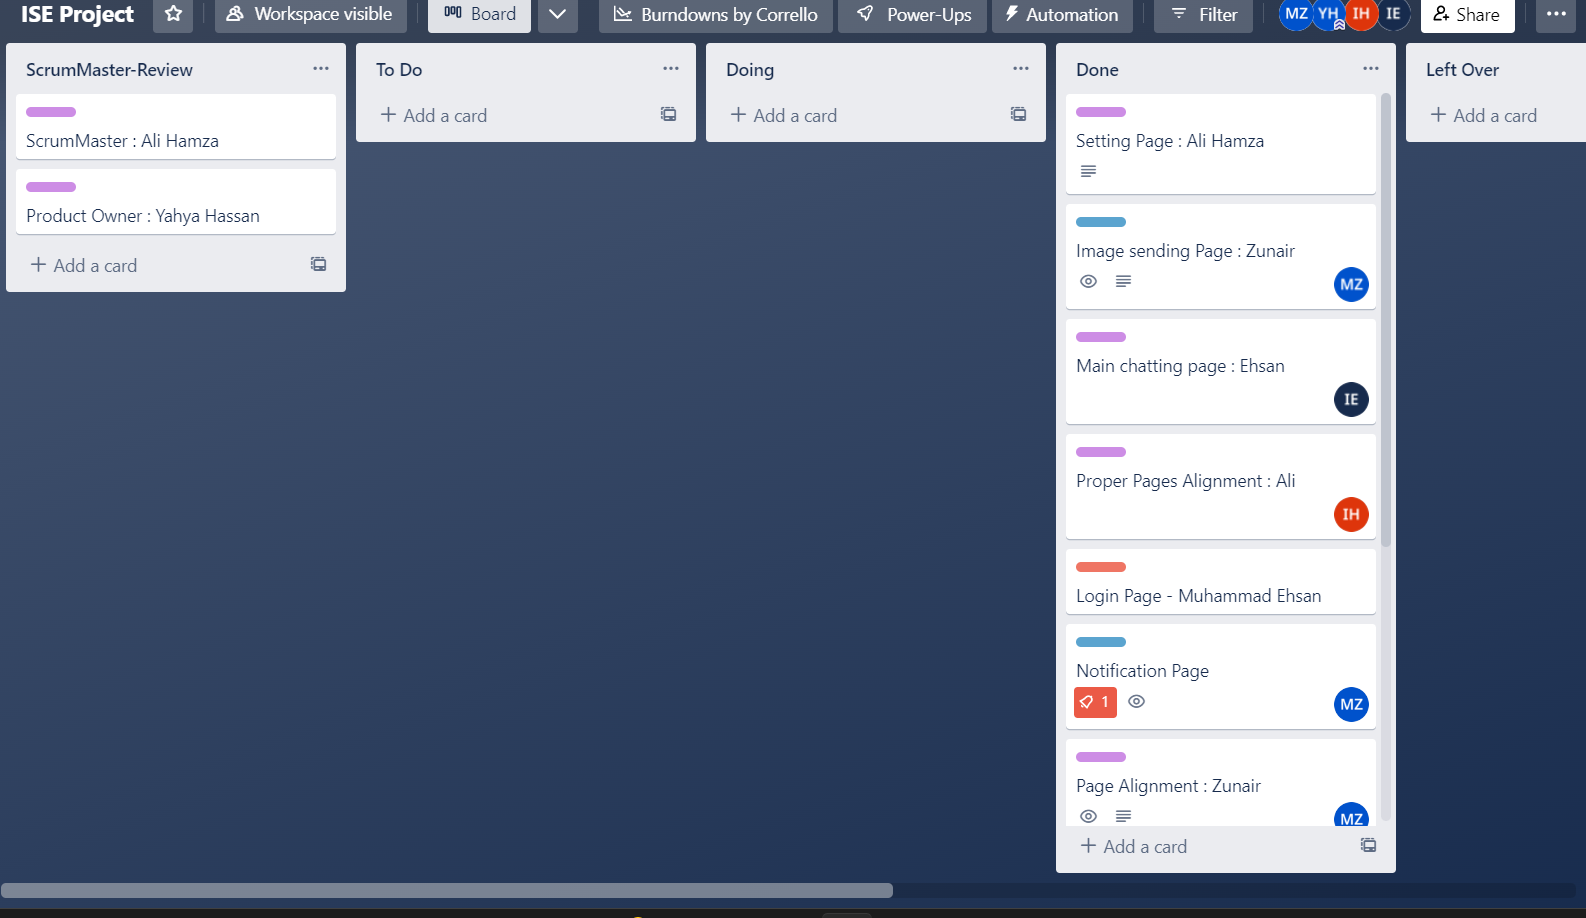 ISE Project
Workspace visible
Board
Burndowns by Corrello
Power-Ups
Automation
Filter
MZ
YH
IH
IE
Share
ScrumMaster-Review
ScrumMaster : Ali Hamza
Product Owner : Yahya Hassan
Add a card
To Do
Add a card
Doing
Add a card
Done
Setting Page : Ali Hamza
Image sending Page : Zunair
MZ
Main chatting page : Ehsan
IE
Proper Pages Alignment : Ali
IH
Login Page - Muhammad Ehsan
Notification Page
1
MZ
Page Alignment : Zunair
MZ
Add a card
Left Over
Add a card